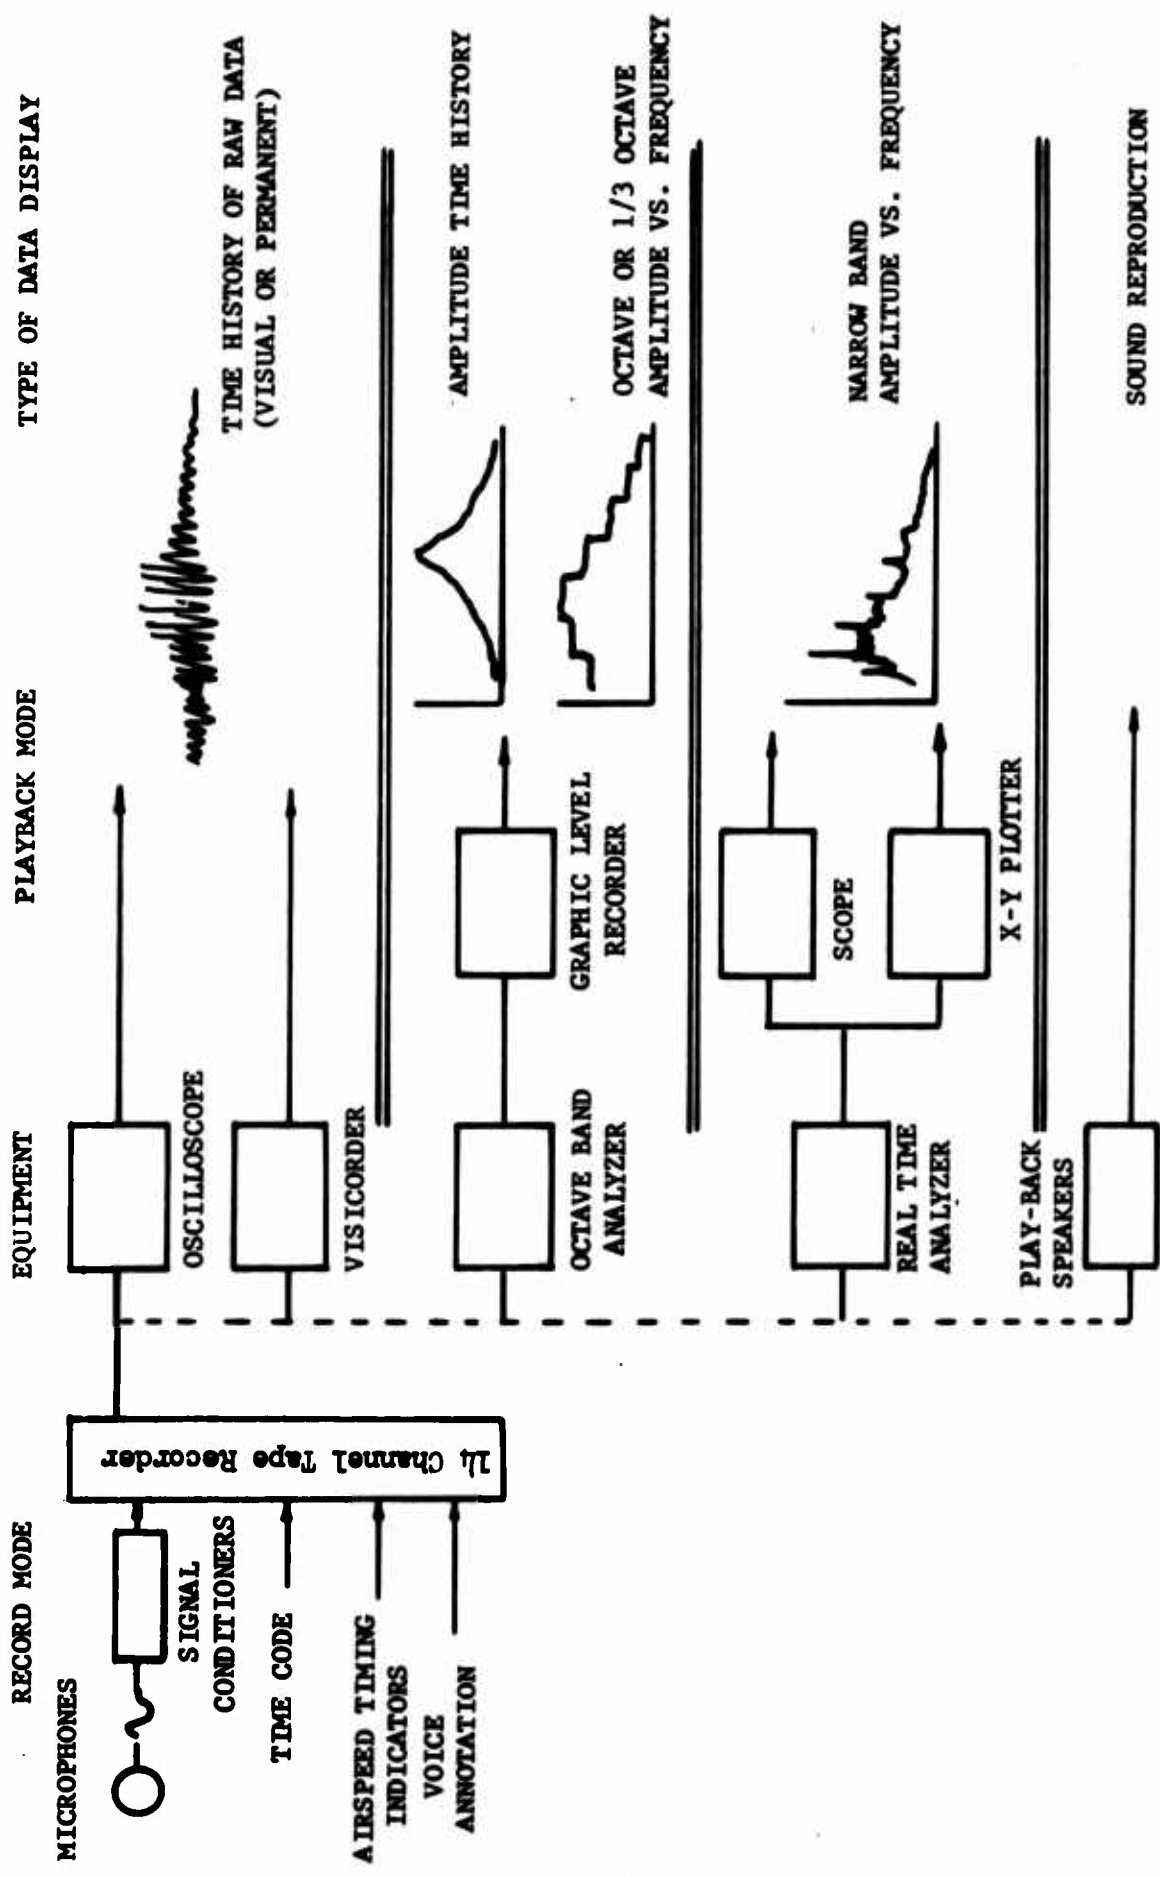 RECORD MODE
EQUIPMENT
PLAYBACK MODE
TYPE OF DATA DISPLAY
MICROPHONES
SIGNAL
CONDITIONERS
TIME CODE
AIRSPEED TIMING
INDICATORS
VOICE
ANNOTATION
14 Channel Tape Recorder
OSCILLOSCOPE
VISICORDER
TIME HISTORY OF RAW DATA
(VISUAL OR PERMANENT)
OCTAVE BAND
ANALYZER
GRAPHIC LEVEL
RECORDER
AMPLITUDE TIME HISTORY
OCTAVE OR 1/3 OCTAVE
AMPLITUDE VS. FREQUENCY
REAL TIME
ANALYZER
SCOPE
X-Y PLOTTER
NARROW BAND
AMPLITUDE VS. FREQUENCY
PLAY-BACK
SPEAKERS
SOUND REPRODUCTION